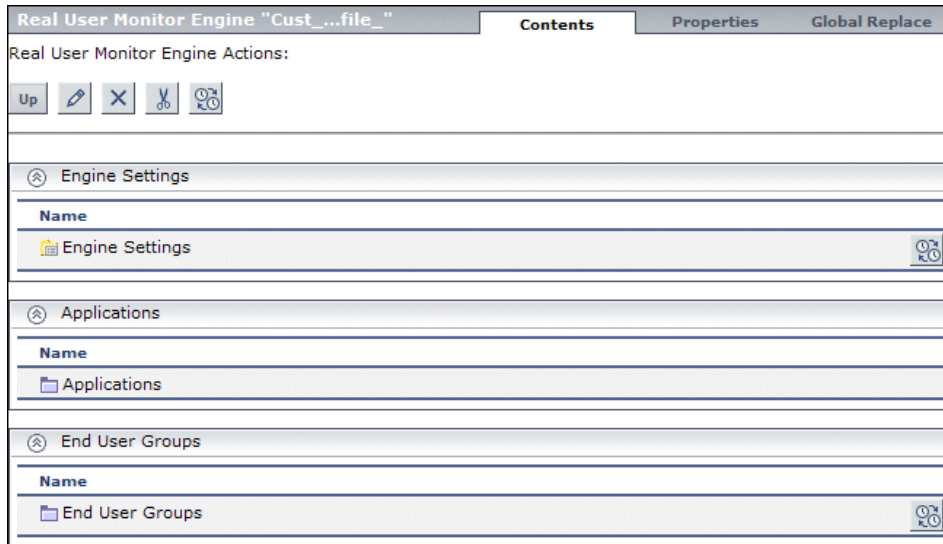 Real User Monitor Engine "Cust_...file_" Contents Properties Global Replace
Real User Monitor Engine Actions:
Up
Engine Settings
Name
Engine Settings
Applications
Name
Applications
End User Groups
Name
End User Groups